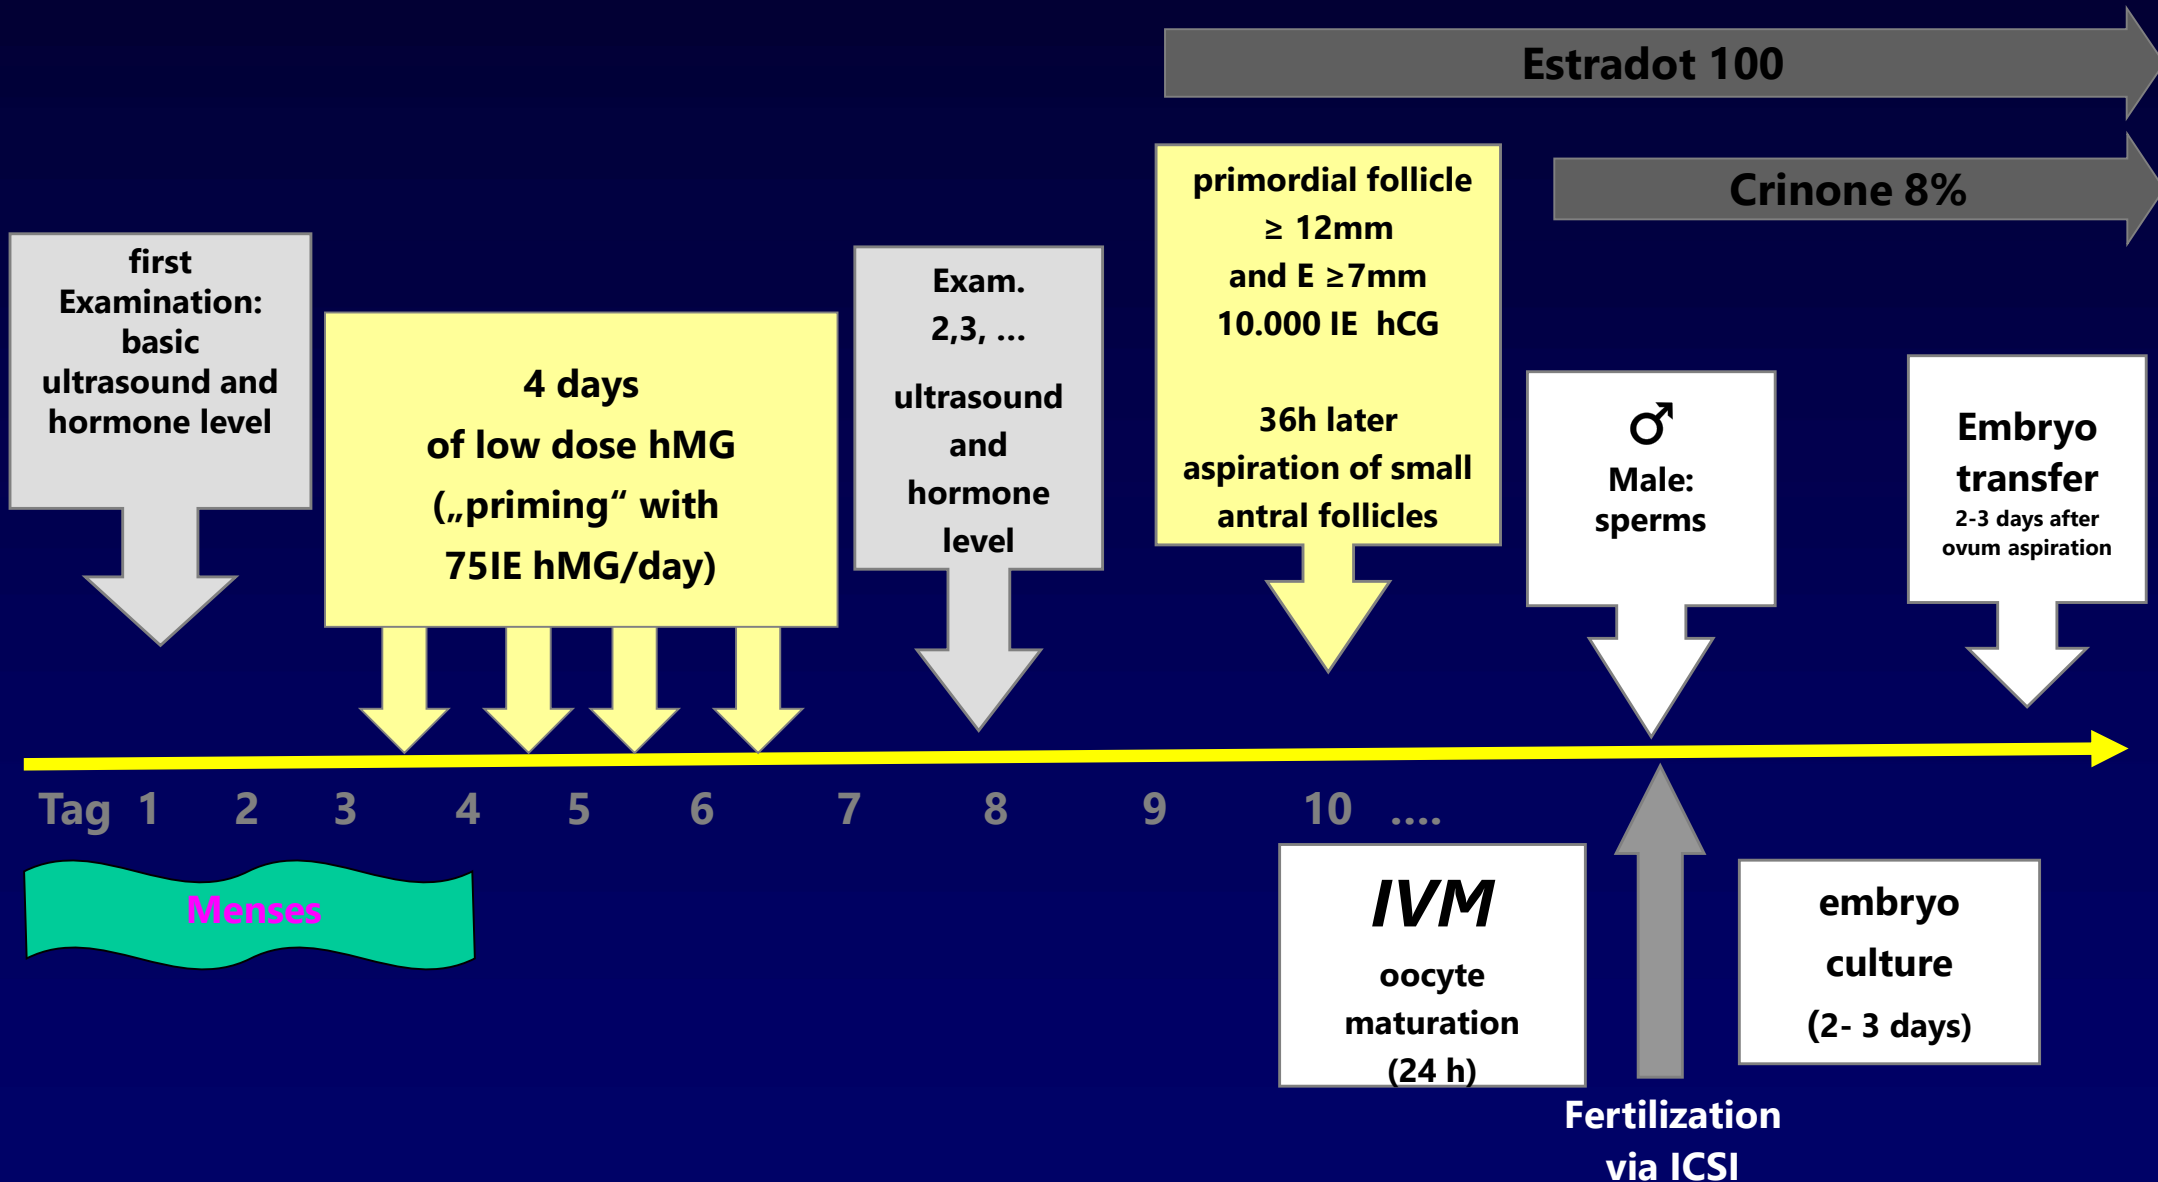 Estradot 100
Crinone 8%
first
Examination:
basic
ultrasound and
hormone level
4 days
of low dose hMG
(„priming“ with
75IE hMG/day)
Exam.
2,3, ...
ultrasound
and
hormone
level
primordial follicle
≥ 12mm
and E ≥7mm
10.000 IE hCG
36h later
aspiration of small
antral follicles
♂
Male:
sperms
Embryo
transfer
2-3 days after
ovum aspiration
Tag 1 2 3 4 5 6 7 8 9 10 ....
Menses
IVM
oocyte
maturation
(24 h)
Fertilization
via ICSI
embryo
culture
(2- 3 days)